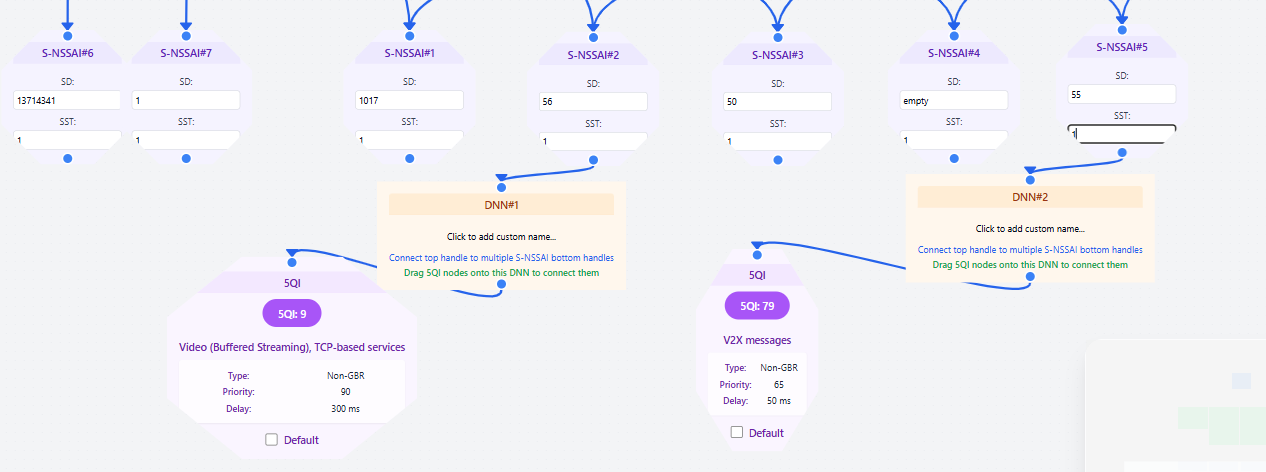 S-NSSAI#6
SD:
13714341
SST:
1
S-NSSAI#7
SD:
1
SST:
1
S-NSSAI#1
SD:
1017
SST:
1
S-NSSAI#2
SD:
56
SST:
1
S-NSSAI#3
SD:
50
SST:
1
S-NSSAI#4
SD:
empty
SST:
1
S-NSSAI#5
SD:
55
SST:
1
DNN#1
Click to add custom name...
Connect top handle to multiple S-NSSAI bottom handles
Drag 5QI nodes onto this DNN to connect them
DNN#2
Click to add custom name...
Connect top handle to multiple S-NSSAI bottom handles
Drag 5QI nodes onto this DNN to connect them
5QI
5QI: 9
Video (Buffered Streaming), TCP-based services
Type: Non-GBR
Priority: 90
Delay: 300 ms
Default
5QI
5QI: 79
V2X messages
Type: Non-GBR
Priority: 65
Delay: 50 ms
Default